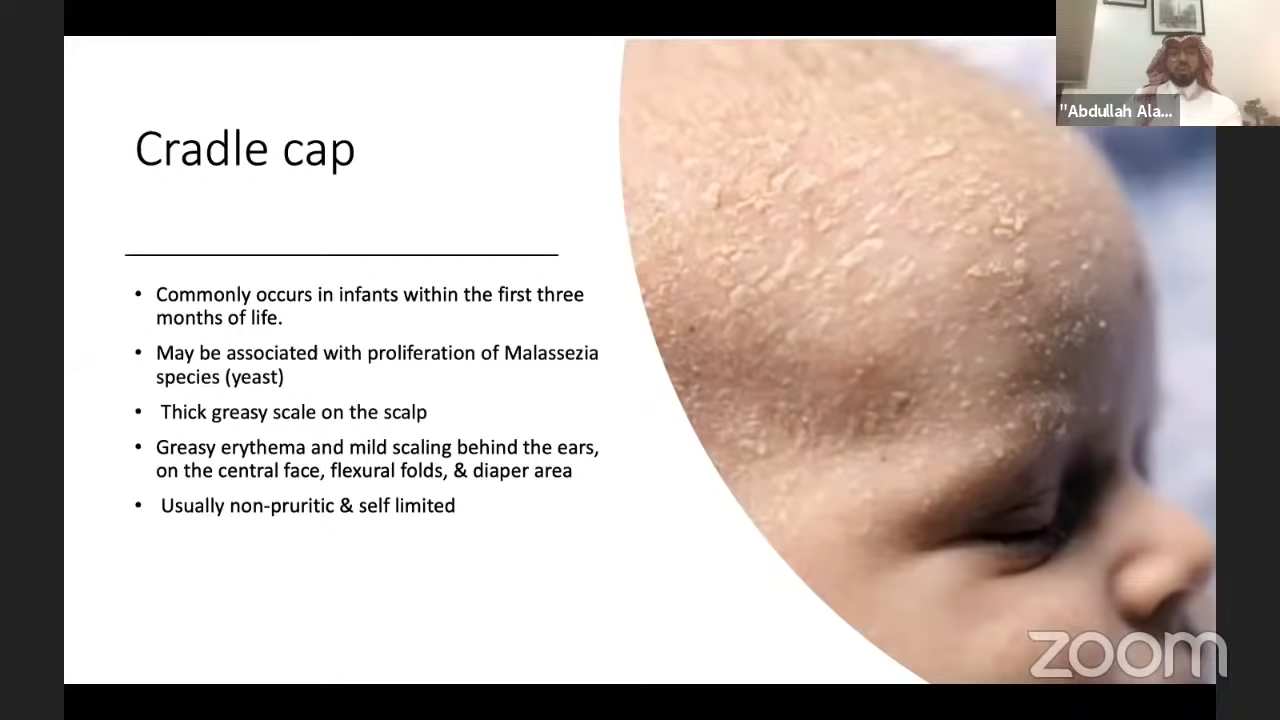 "Abdullah Ala...
Cradle cap
• Commonly occurs in infants within the first three
months of life.
• May be associated with proliferation of Malassezia
species (yeast)
• Thick greasy scale on the scalp
• Greasy erythema and mild scaling behind the ears,
on the central face, flexural folds, & diaper area
• Usually non-pruritic & self limited
zoom